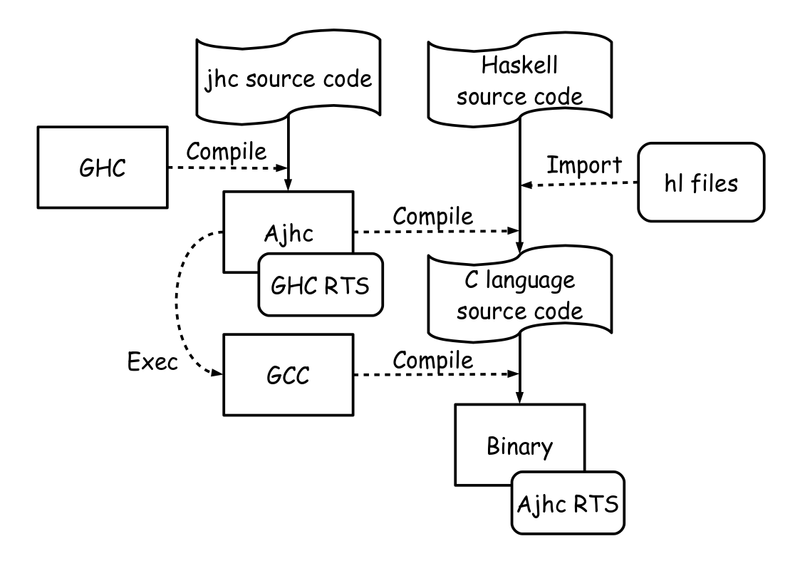 jhc source code
Haskell
source code
GHC
Compile
Import
hl files
Ajhc
Compile
GHC RTS
C language
source code
Exec
GCC
Compile
Binary
Ajhc RTS